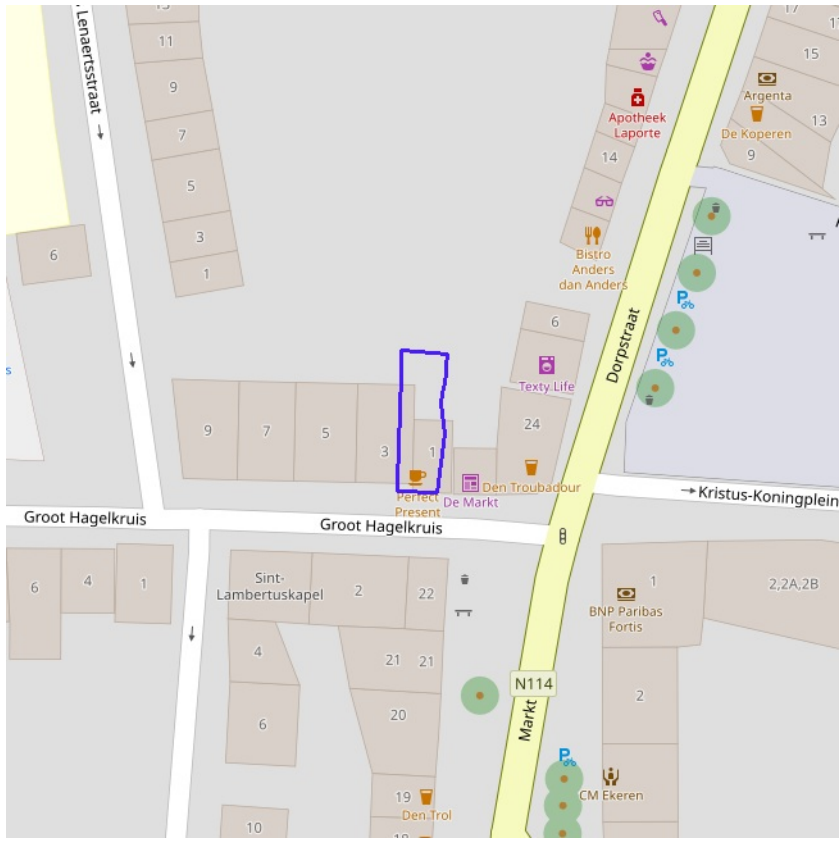 Lenaertsstraat
11
9
7
5
3
1
6
Apotheek
Laporte
14
Bistro
Anders
dan Anders
17
15
Argenta
De Koperen
13
9
6
Texty Life
Dorpstraat
24
Den Troubadour
9
7
5
3
1
Perfect
Present
De Markt
Kristus-Koningplein
Groot Hagelkruis
Groot Hagelkruis
6
4
1
Sint-
Lambertuskapel
2
22
4
21
21
6
20
19
Den Trol
10
N114
Markt
1
BNP Paribas
Fortis
2,2A,2B
2
CM Ekeren